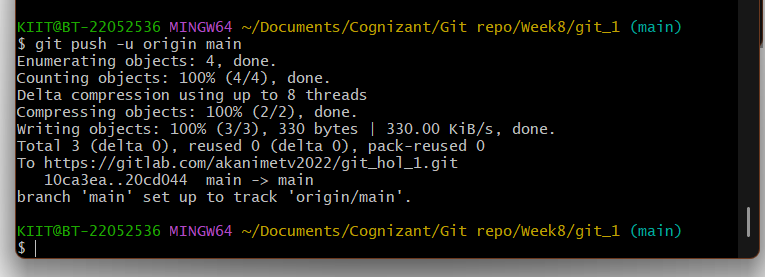 KIIT@BT-22052536 MINGW64 ~/Documents/Cognizant/Git repo/Week8/git_1 (main)
$ git push -u origin main
Enumerating objects: 4, done.
Counting objects: 100% (4/4), done.
Delta compression using up to 8 threads
Compressing objects: 100% (2/2), done.
Writing objects: 100% (3/3), 330 bytes | 330.00 KiB/s, done.
Total 3 (delta 0), reused 0 (delta 0), pack-reused 0
To https://gitlab.com/akanimetv2022/git_hol_1.git
   10ca3ea..20cd044  main -> main
branch 'main' set up to track 'origin/main'.
KIIT@BT-22052536 MINGW64 ~/Documents/Cognizant/Git repo/Week8/git_1 (main)
$